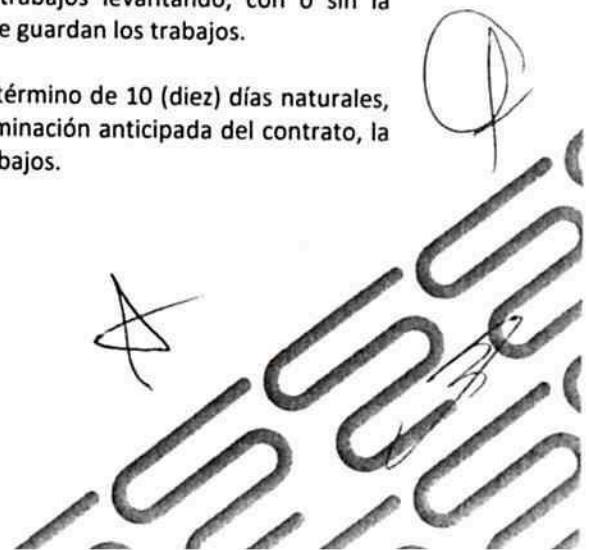 trabajos levantando, con o sin la
e guardan los trabajos.
término de 10 (diez) días naturales,
minación anticipada del contrato, la
bajos.